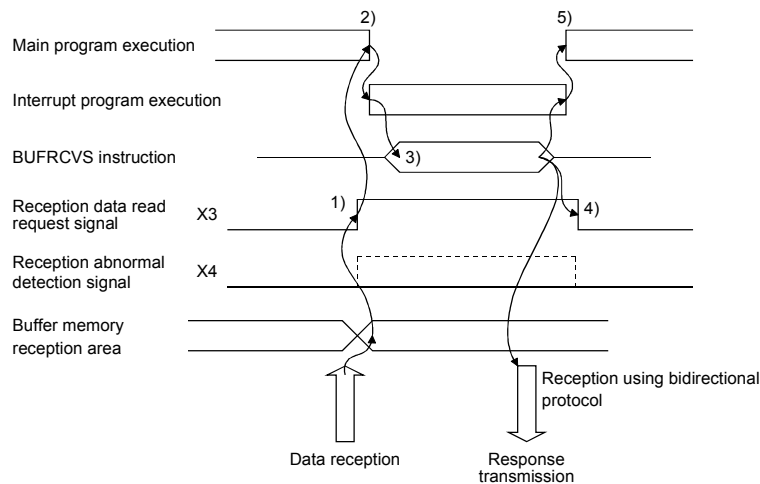 2)
5)
Main program execution
Interrupt program execution
BUFRCVS instruction
3)
Reception data read
request signal
X3
1)
4)
Reception abnormal
detection signal
X4
Buffer memory
reception area
Reception using bidirectional
protocol
Data reception
Response
transmission